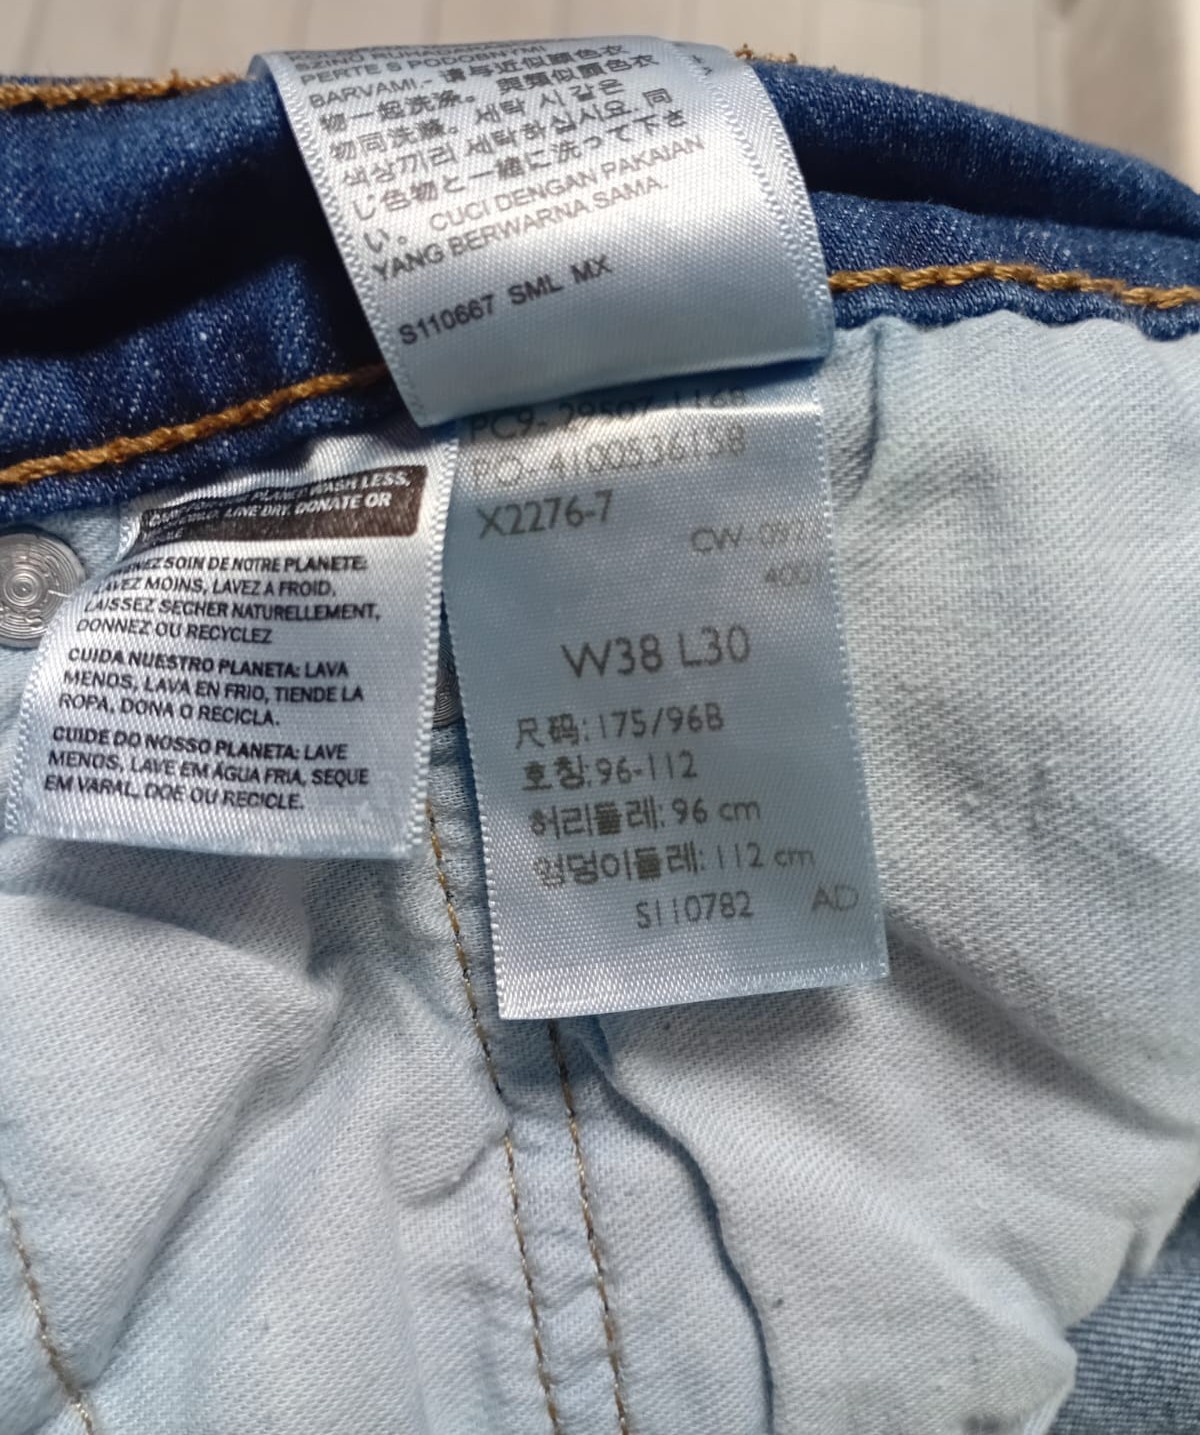 PERTE S PODOBNYMI
BARVAMI.- 请与近似颜色衣
物一起洗涤。與類似顏色衣
物同洗滌。세탁 시 같은
색상끼리 세탁하십시요. 同
じ色物と一緒に洗って下さ
い。 CUCI DENGAN PAKAIAN
YANG BERWARNA SAMA.
S110667 SML MX
WASH LESS,
LINE DRY, DONATE OR
SOIN DE NOTRE PLANETE:
LAVEZ MOINS, LAVEZ A FROID,
LAISSEZ SECHER NATURELLEMENT,
DONNEZ OU RECYCLEZ
CUIDA NUESTRO PLANETA: LAVA
MENOS, LAVA EN FRIO, TIENDE LA
ROPA, DONA O RECICLA.
CUIDE DO NOSSO PLANETA: LAVE
MENOS, LAVE EM ÁGUA FRIA, SEQUE
EM VARAL, DOE OU RECICLE.
PC9- 29507-1168
PO- 4100536158
X2276-7
CW-097
400
W38 L30
尺码: 175/96B
호칭: 96-112
허리둘레: 96 cm
엉덩이둘레: 112 cm
S110782 AD